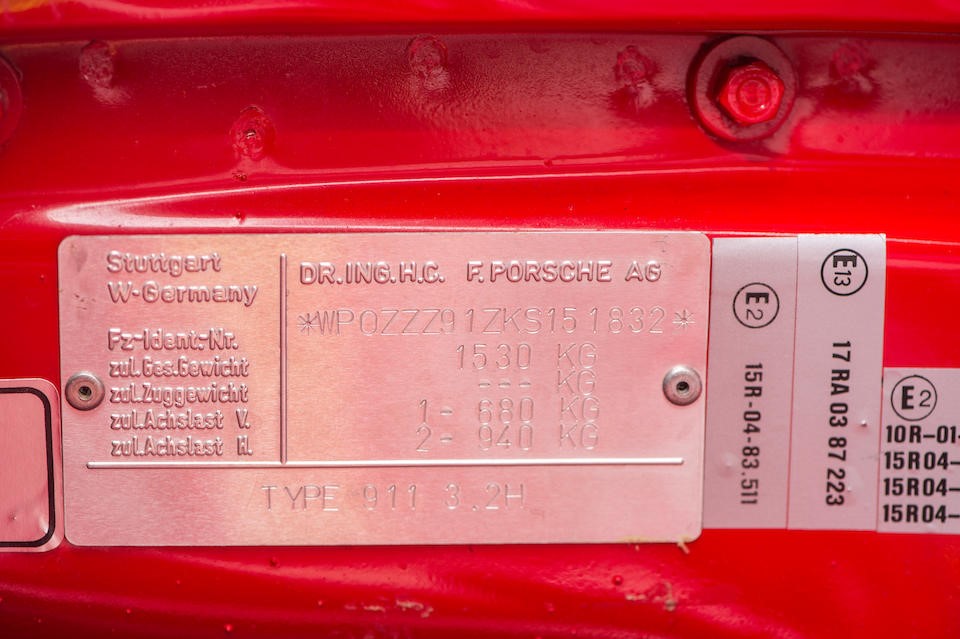 Stuttgart
W-Germany
DR.ING.H.C. F.PORSCHE AG
Fz-Ident.-Nr.
*WP0ZZZ91ZKS151832*
zul.Ges.Gewicht
1530 KG
zul.Zuggewicht
--- KG
zul.Achslast V.
1- 680 KG
zul.Achslast H.
2- 940 KG
TYPE 911 3.2H
E2
15R-04-83.511
E13
17 RA 03 87 223
E2
10R-01-
15R04-
15R04-
15R04-